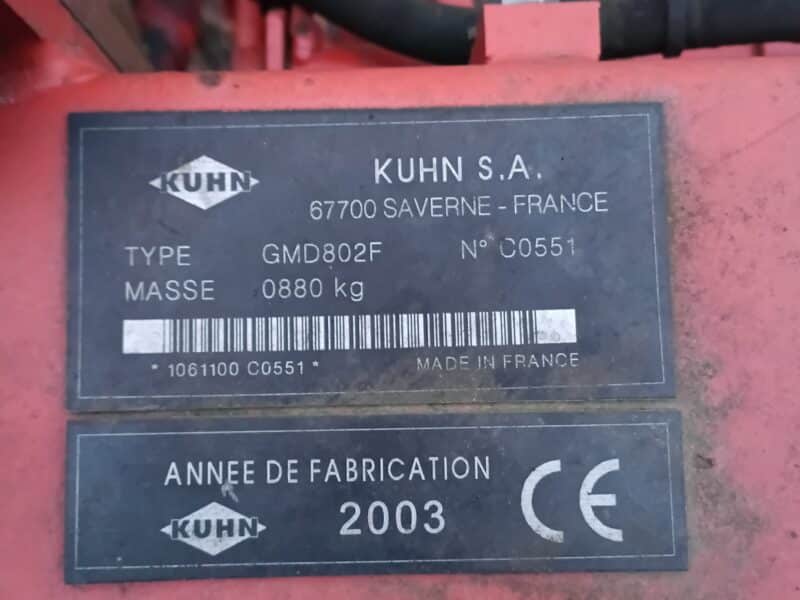 KUHN
KUHN S.A.
67700 SAVERNE - FRANCE
TYPE GMD802F N° C0551
MASSE 0880 kg
* 1061100 C0551 * MADE IN FRANCE
ANNEE DE FABRICATION
KUHN 2003 CE